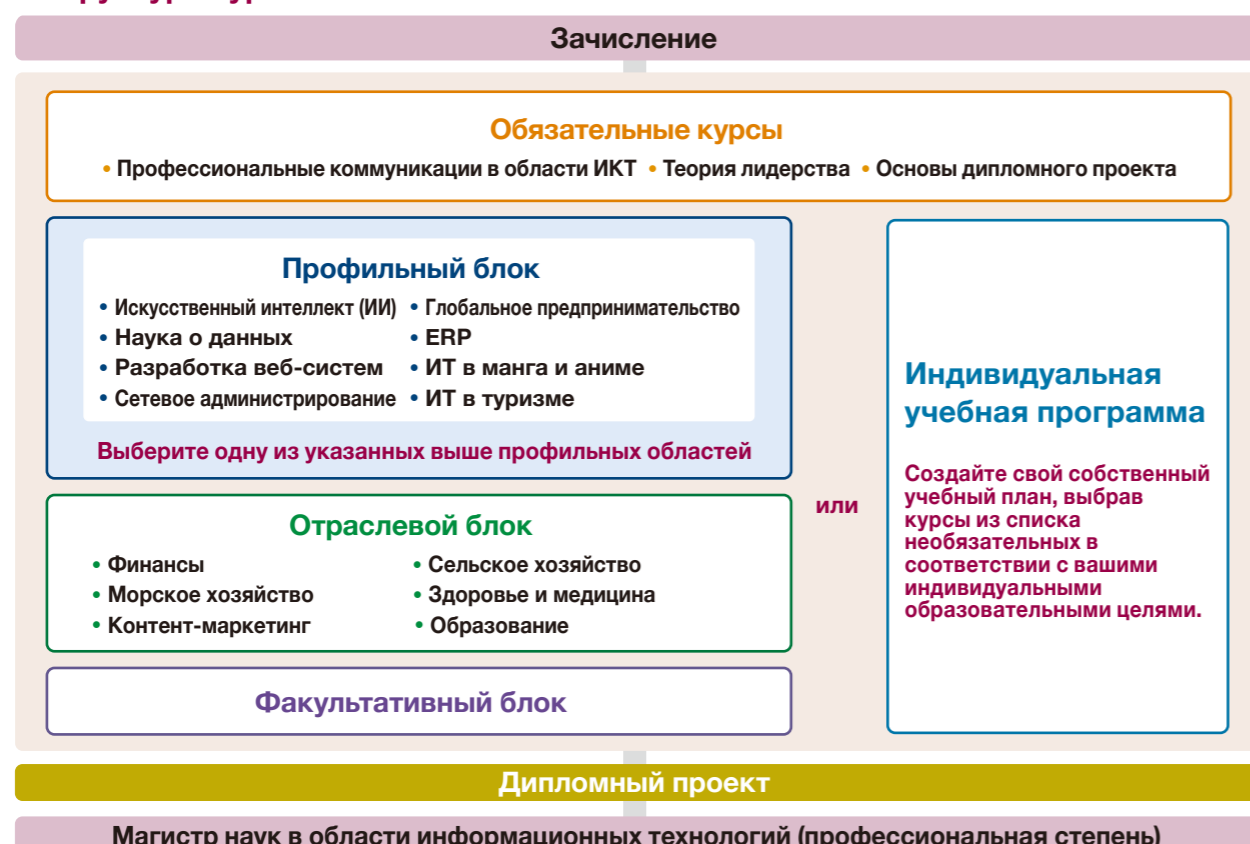 Зачисление
Обязательные курсы
• Профессиональные коммуникации в области ИКТ • Теория лидерства • Основы дипломного проекта
Профильный блок
• Искусственный интеллект (ИИ)
• Наука о данных
• Разработка веб-систем
• Сетевое администрирование
• Глобальное предпринимательство
• ERP
• ИТ в манга и аниме
• ИТ в туризме
Выберите одну из указанных выше профильных областей
Отраслевой блок
• Финансы
• Морское хозяйство
• Контент-маркетинг
• Сельское хозяйство
• Здоровье и медицина
• Образование
Факультативный блок
или
Индивидуальная
учебная программа
Создайте свой собственный
учебный план, выбрав
курсы из списка
необязательных в
соответствии с вашими
индивидуальными
образовательными целями.
Дипломный проект
Магистр наук в области информационных технологий (профессиональная степень)